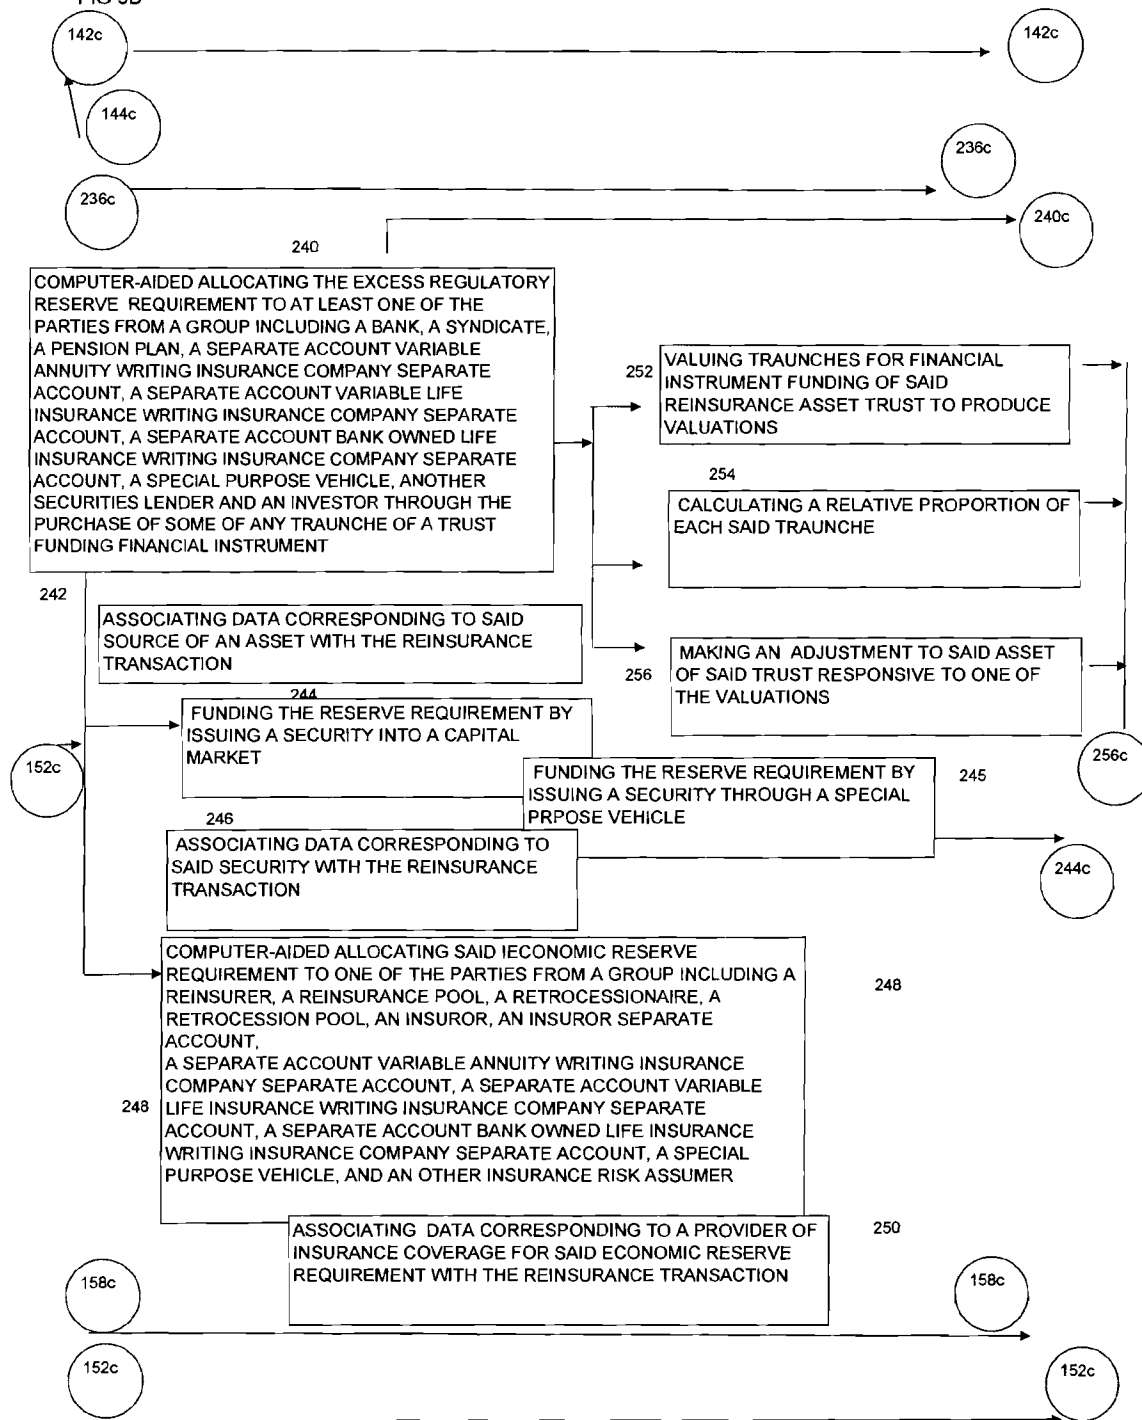 142c
142c
144c
236c
236c
240c
240
COMPUTER-AIDED ALLOCATING THE EXCESS REGULATORY
RESERVE REQUIREMENT TO AT LEAST ONE OF THE
PARTIES FROM A GROUP INCLUDING A BANK, A SYNDICATE,
A PENSION PLAN, A SEPARATE ACCOUNT VARIABLE
ANNUITY WRITING INSURANCE COMPANY SEPARATE
ACCOUNT, A SEPARATE ACCOUNT VARIABLE LIFE
INSURANCE WRITING INSURANCE COMPANY SEPARATE
ACCOUNT, A SEPARATE ACCOUNT BANK OWNED LIFE
INSURANCE WRITING INSURANCE COMPANY SEPARATE
ACCOUNT, A SPECIAL PURPOSE VEHICLE, ANOTHER
SECURITIES LENDER AND AN INVESTOR THROUGH THE
PURCHASE OF SOME OF ANY TRAUNCHE OF A TRUST
FUNDING FINANCIAL INSTRUMENT
252
VALUING TRAUNCHES FOR FINANCIAL
INSTRUMENT FUNDING OF SAID
REINSURANCE ASSET TRUST TO PRODUCE
VALUATIONS
254
CALCULATING A RELATIVE PROPORTION OF
EACH SAID TRAUNCHE
242
ASSOCIATING DATA CORRESPONDING TO SAID
SOURCE OF AN ASSET WITH THE REINSURANCE
TRANSACTION
256
MAKING AN ADJUSTMENT TO SAID ASSET
OF SAID TRUST RESPONSIVE TO ONE OF
THE VALUATIONS
244
FUNDING THE RESERVE REQUIREMENT BY
ISSUING A SECURITY INTO A CAPITAL
MARKET
152c
256c
FUNDING THE RESERVE REQUIREMENT BY
ISSUING A SECURITY THROUGH A SPECIAL
PRPOSE VEHICLE
245
246
ASSOCIATING DATA CORRESPONDING TO
SAID SECURITY WITH THE REINSURANCE
TRANSACTION
244c
COMPUTER-AIDED ALLOCATING SAID IECONOMIC RESERVE
REQUIREMENT TO ONE OF THE PARTIES FROM A GROUP INCLUDING A
REINSURER, A REINSURANCE POOL, A RETROCESSIONAIRE, A
RETROCESSION POOL, AN INSUROR, AN INSUROR SEPARATE
ACCOUNT,
A SEPARATE ACCOUNT VARIABLE ANNUITY WRITING INSURANCE
COMPANY SEPARATE ACCOUNT, A SEPARATE ACCOUNT VARIABLE
LIFE INSURANCE WRITING INSURANCE COMPANY SEPARATE
ACCOUNT, A SEPARATE ACCOUNT BANK OWNED LIFE INSURANCE
WRITING INSURANCE COMPANY SEPARATE ACCOUNT, A SPECIAL
PURPOSE VEHICLE, AND AN OTHER INSURANCE RISK ASSUMER
248
248
ASSOCIATING DATA CORRESPONDING TO A PROVIDER OF
INSURANCE COVERAGE FOR SAID ECONOMIC RESERVE
REQUIREMENT WITH THE REINSURANCE TRANSACTION
250
158c
158c
152c
152c